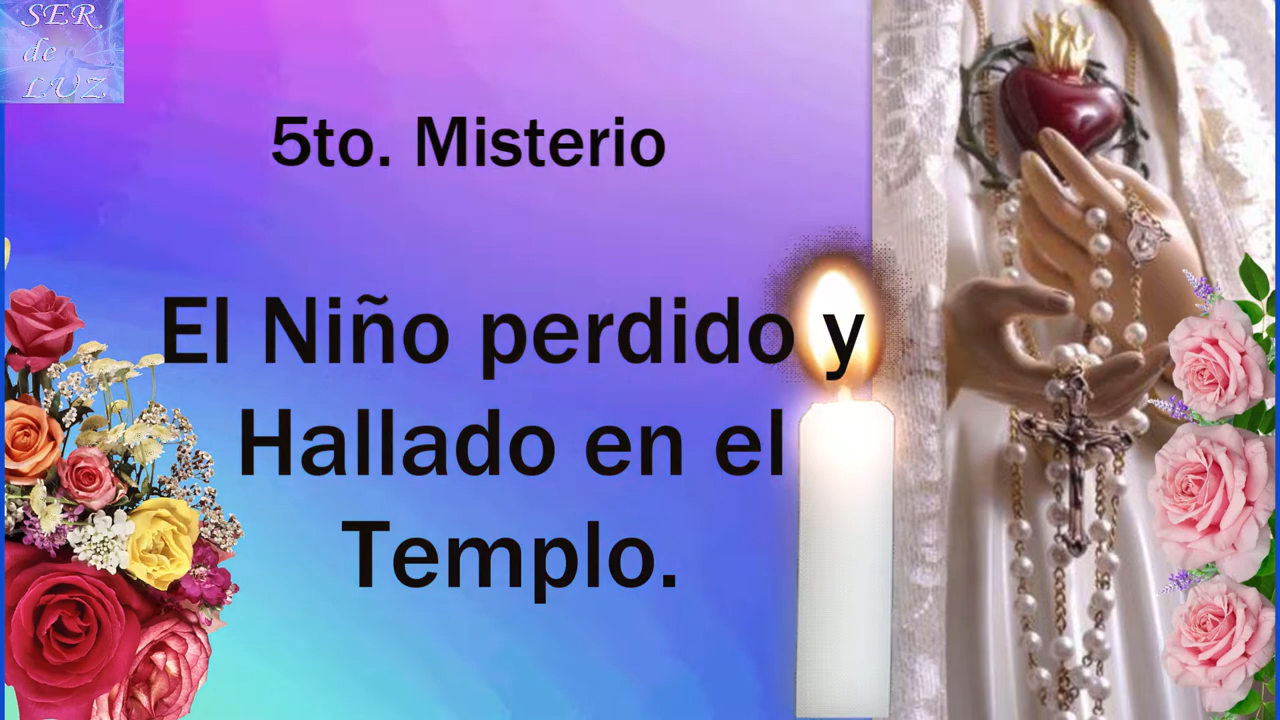 SER
de
LUZ
5to. Misterio
El Niño perdido y
Hallado en el
Templo.